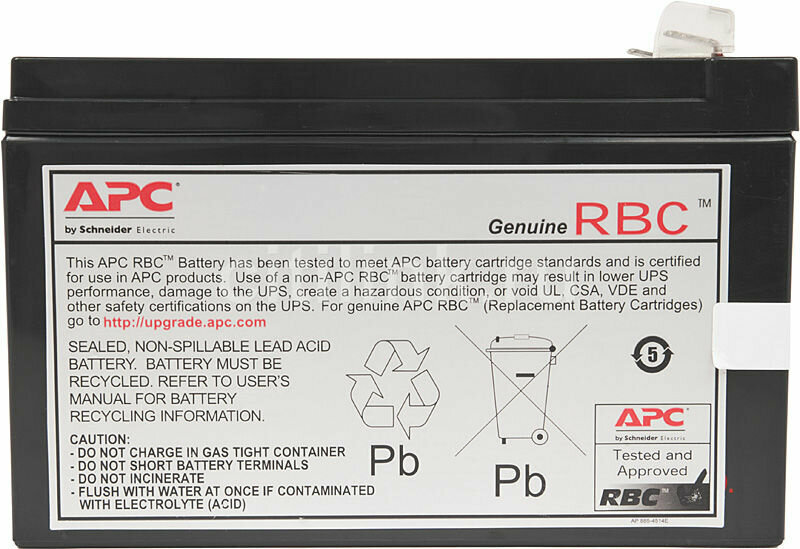 APC®
by Schneider Electric
Genuine RBC™
This APC RBC™ Battery has been tested to meet APC battery cartridge standards and is certified
for use in APC products. Use of a non-APC RBC™ battery cartridge may result in lower UPS
performance, damage to the UPS, create a hazardous condition, or void UL, CSA, VDE and
other safety certifications on the UPS. For genuine APC RBC™ (Replacement Battery Cartridges)
go to http://upgrade.apc.com
SEALED, NON-SPILLABLE LEAD ACID
BATTERY. BATTERY MUST BE
RECYCLED. REFER TO USER'S
MANUAL FOR BATTERY
RECYCLING INFORMATION
CAUTION:
- DO NOT CHARGE IN GAS TIGHT CONTAINER
- DO NOT SHORT BATTERY TERMINALS
- DO NOT INCINERATE
- FLUSH WITH WATER AT ONCE IF CONTAMINATED
WITH ELECTROLYTE (ACID)
Pb
Pb
5
APC®
by Schneider Electric
Tested and
Approved
RBC™
AP 885-4514E